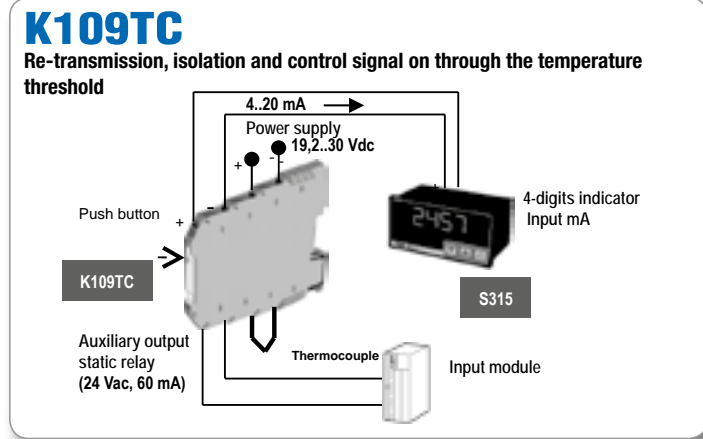 K109TC
Re-transmission, isolation and control signal on through the temperature
threshold
4..20 mA
Power supply
19,2..30 Vdc
+
-
-
+
Push button
K109TC
2457
4-digits indicator
Input mA
S315
Auxiliary output
static relay
(24 Vac, 60 mA)
Thermocouple
Input module